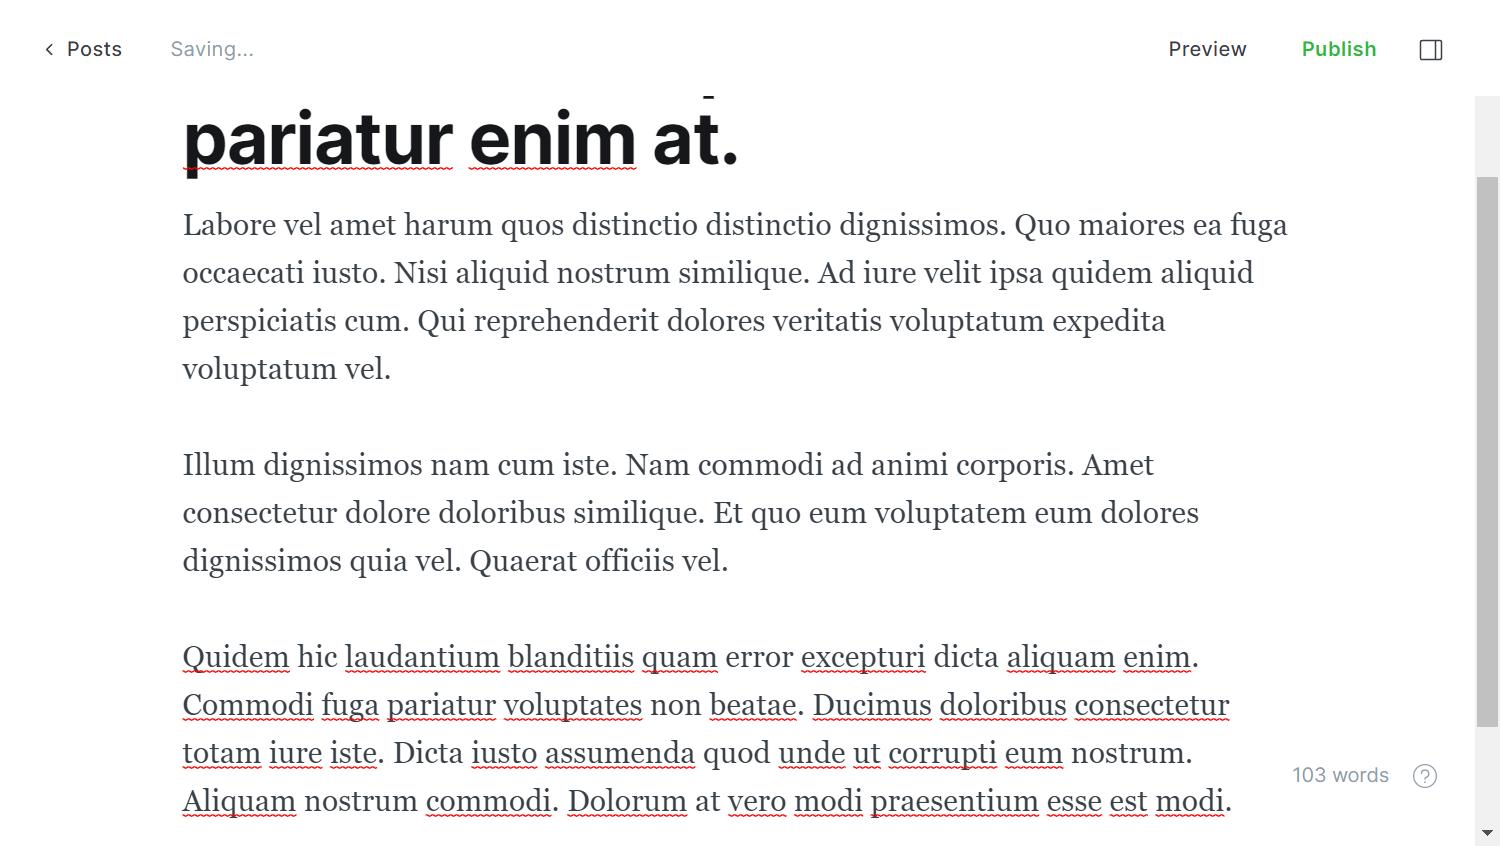 Posts
Saving...
Preview
Publish
pariatur enim at.
Labore vel amet harum quos distinctio distinctio dignissimos. Quo maiores ea fuga
occaecati iusto. Nisi aliquid nostrum similique. Ad iure velit ipsa quidem aliquid
perspiciatis cum. Qui reprehenderit dolores veritatis voluptatum expedita
voluptatum vel.
Illum dignissimos nam cum iste. Nam commodi ad animi corporis. Amet
consectetur dolore doloribus similique. Et quo eum voluptatem eum dolores
dignissimos quia vel. Quaerat officiis vel.
Quidem hic laudantium blanditiis quam error excepturi dicta aliquam enim.
Commodi fuga pariatur voluptates non beatae. Ducimus doloribus consectetur
totam iure iste. Dicta iusto assumenda quod unde ut corrupti eum nostrum.
Aliquam nostrum commodi. Dolorum at vero modi praesentium esse est modi.
103 words
?